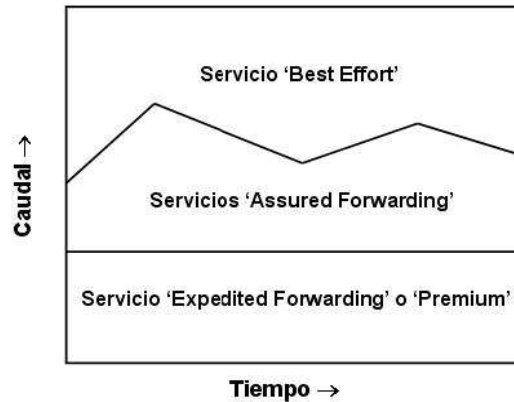 Servicio ‘Best Effort’
Servicios ‘Assured Forwarding’
Servicio ‘Expedited Forwarding’ o ‘Premium’
Caudal →
Tiempo →